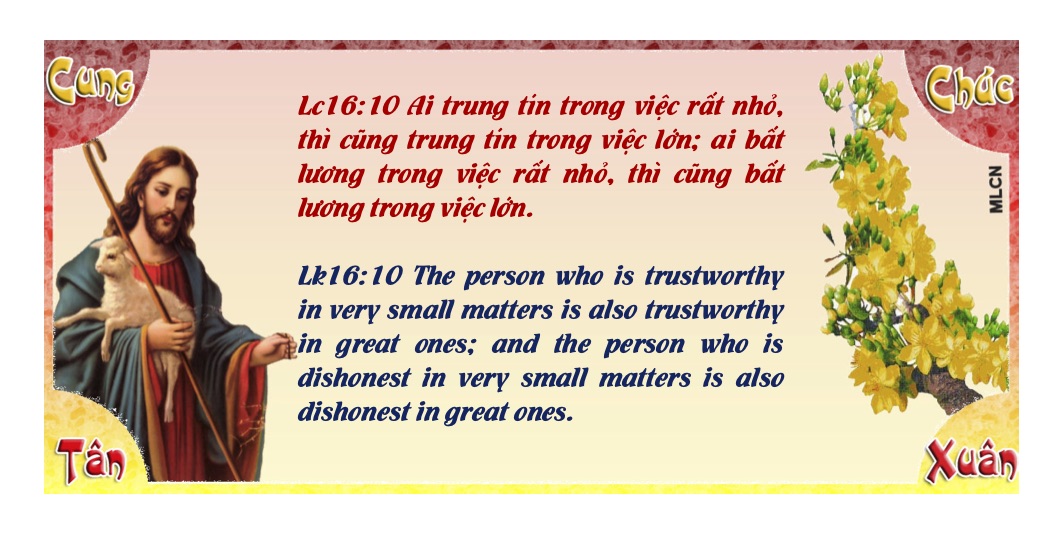 Cung
Chúc
Lc16:10 Ai trung tín trong việc rất nhỏ,
thì cũng trung tín trong việc lớn; ai bất
lương trong việc rất nhỏ, thì cũng bất
lương trong việc lớn.
MLCN
Lk16:10 The person who is trustworthy
in very small matters is also trustworthy
in great ones; and the person who is
dishonest in very small matters is also
dishonest in great ones.
Tân
Xuân